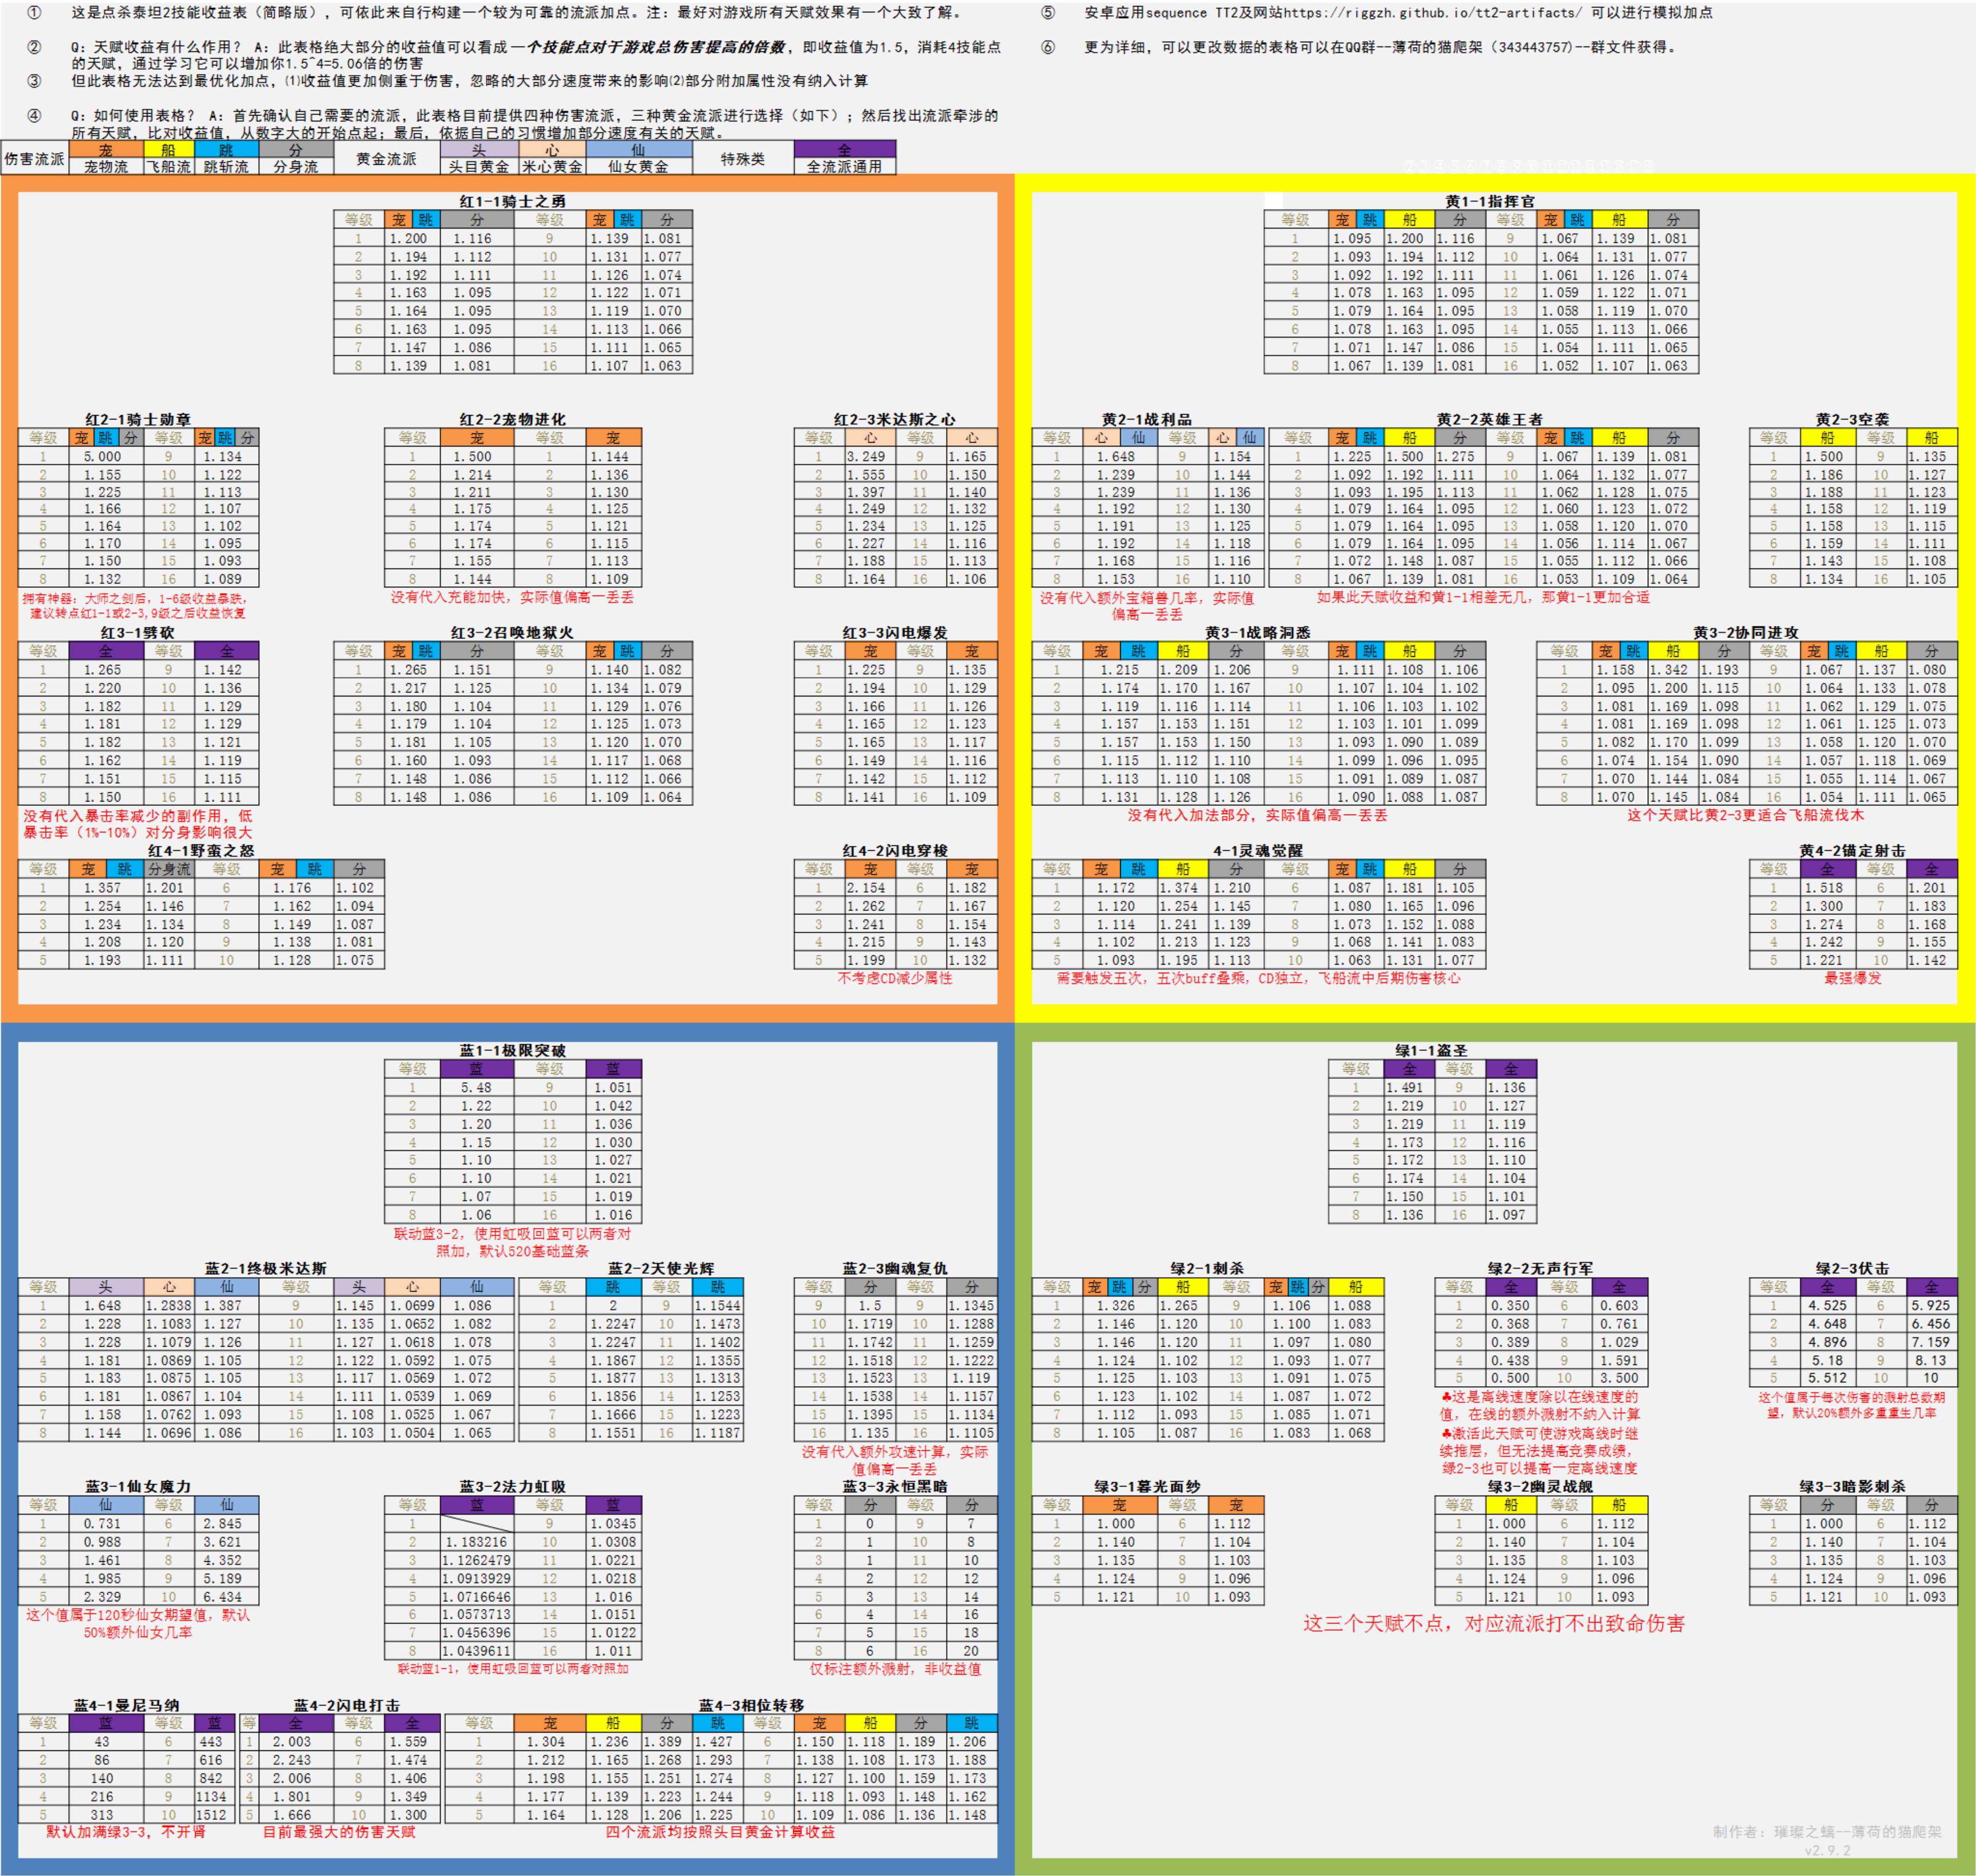 ① 这是点杀泰坦2技能收益表（简略版），可依此来自行构建一个较为可靠的流派加点。注：最好对游戏所有天赋效果有一个大致了解。
② Q：天赋收益有什么作用？ A：此表格绝大部分的收益值可以看成一个技能点对于游戏总伤害提高的倍数，即收益值为1.5，消耗4技能点
的天赋，通过学习它可以增加你1.5^4=5.06倍的伤害
③ 但此表格无法达到最优化加点，⑴收益值更加侧重于伤害，忽略的大部分速度带来的影响⑵部分附加属性没有纳入计算
④ Q：如何使用表格？ A：首先确认自己需要的流派，此表格目前提供四种伤害流派，三种黄金流派进行选择（如下）；然后找出流派牵涉的
所有天赋，比对收益值，从数字大的开始点起；最后，依据自己的习惯增加部分速度有关的天赋。
⑤ 安卓应用sequence TT2及网站https://riggzh.github.io/tt2-artifacts/ 可以进行模拟加点
⑥ 更为详细，可以更改数据的表格可以在QQ群--薄荷的猫爬架（343443757)--群文件获得。
伤害流派 宠 船 跳 分 黄金流派 头 心 仙 特殊类 全
宠物流 飞船流 跳斩流 分身流 头目黄金 米心黄金 仙女黄金 全流派通用
红1-1骑士之勇
等级 宠 跳 分 等级 宠 跳 分
1 1.200 1.116 9 1.139 1.081
2 1.194 1.112 10 1.131 1.077
3 1.192 1.111 11 1.126 1.074
4 1.163 1.095 12 1.122 1.071
5 1.164 1.095 13 1.119 1.070
6 1.163 1.095 14 1.113 1.066
7 1.147 1.086 15 1.111 1.065
8 1.139 1.081 16 1.107 1.063
红2-1骑士勋章
等级 宠 跳 分 等级 宠 跳 分
1 5.000 9 1.134
2 1.155 10 1.122
3 1.225 11 1.113
4 1.166 12 1.107
5 1.164 13 1.102
6 1.170 14 1.095
7 1.150 15 1.093
8 1.132 16 1.089
拥有神器：大师之剑后，1-6级收益暴跌，
建议转点红1-1或2-3,9级之后收益恢复
红2-2宠物进化
等级 宠 等级 宠
1 1.500 1 1.144
2 1.214 2 1.136
3 1.211 3 1.130
4 1.175 4 1.125
5 1.174 5 1.121
6 1.174 6 1.115
7 1.155 7 1.113
8 1.144 8 1.109
没有代入充能加快，实际值偏高一丢丢
红2-3米达斯之心
等级 心 等级 心
1 3.249 9 1.165
2 1.555 10 1.150
3 1.397 11 1.140
4 1.249 12 1.132
5 1.234 13 1.125
6 1.227 14 1.116
7 1.188 15 1.113
8 1.164 16 1.106
红3-1劈砍
等级 全 等级 全
1 1.265 9 1.142
2 1.220 10 1.136
3 1.182 11 1.129
4 1.181 12 1.129
5 1.182 13 1.121
6 1.162 14 1.119
7 1.151 15 1.115
8 1.150 16 1.111
没有代入暴击率减少的副作用，低
暴击率（1%-10%）对分身影响很大
红3-2召唤地狱火
等级 宠 跳 分 等级 宠 跳 分
1 1.265 1.151 9 1.140 1.082
2 1.217 1.125 10 1.134 1.079
3 1.180 1.104 11 1.129 1.076
4 1.179 1.104 12 1.125 1.073
5 1.181 1.105 13 1.120 1.070
6 1.160 1.093 14 1.117 1.068
7 1.148 1.086 15 1.112 1.066
8 1.148 1.086 16 1.109 1.064
红3-3闪电爆发
等级 宠 等级 宠
1 1.225 9 1.135
2 1.194 10 1.129
3 1.166 11 1.126
4 1.165 12 1.123
5 1.165 13 1.117
6 1.149 14 1.116
7 1.142 15 1.112
8 1.141 16 1.109
红4-1野蛮之怒
等级 宠 跳 分身流 等级 宠 跳 分
1 1.357 1.201 6 1.176 1.102
2 1.254 1.146 7 1.162 1.094
3 1.234 1.134 8 1.149 1.087
4 1.208 1.120 9 1.138 1.081
5 1.193 1.111 10 1.128 1.075
红4-2闪电穿梭
等级 宠 等级 宠
1 2.154 6 1.182
2 1.262 7 1.167
3 1.241 8 1.154
4 1.215 9 1.143
5 1.199 10 1.132
不考虑CD减少属性
黄1-1指挥官
等级 宠 跳 船 分 等级 宠 跳 船 分
1 1.095 1.200 1.116 9 1.067 1.139 1.081
2 1.093 1.194 1.112 10 1.064 1.131 1.077
3 1.092 1.192 1.111 11 1.061 1.126 1.074
4 1.078 1.163 1.095 12 1.059 1.122 1.071
5 1.079 1.164 1.095 13 1.058 1.119 1.070
6 1.078 1.163 1.095 14 1.055 1.113 1.066
7 1.071 1.147 1.086 15 1.054 1.111 1.065
8 1.067 1.139 1.081 16 1.052 1.107 1.063
黄2-1战利品
等级 心 仙 等级 心 仙
1 1.648 9 1.154
2 1.239 10 1.144
3 1.239 11 1.136
4 1.192 12 1.130
5 1.191 13 1.125
6 1.192 14 1.118
7 1.168 15 1.116
8 1.153 16 1.110
没有代入额外宝箱兽几率，实际值
偏高一丢丢
黄2-2英雄王者
等级 宠 跳 船 分 等级 宠 跳 船 分
1 1.225 1.500 1.275 9 1.067 1.139 1.081
2 1.092 1.192 1.111 10 1.064 1.132 1.077
3 1.093 1.195 1.113 11 1.062 1.128 1.075
4 1.079 1.164 1.095 12 1.060 1.123 1.072
5 1.079 1.164 1.095 13 1.058 1.120 1.070
6 1.079 1.164 1.095 14 1.056 1.114 1.067
7 1.072 1.148 1.087 15 1.055 1.112 1.066
8 1.067 1.139 1.081 16 1.053 1.109 1.064
如果此天赋收益和黄1-1相差无几，那黄1-1更加合适
黄2-3空袭
等级 船 等级 船
1 1.500 9 1.135
2 1.186 10 1.127
3 1.188 11 1.123
4 1.158 12 1.119
5 1.158 13 1.115
6 1.159 14 1.111
7 1.143 15 1.108
8 1.134 16 1.105
黄3-1战略洞悉
等级 宠 跳 船 分 等级 宠 跳 船 分
1 1.215 1.209 1.206 9 1.111 1.108 1.106
2 1.174 1.170 1.167 10 1.107 1.104 1.102
3 1.119 1.116 1.114 11 1.106 1.103 1.102
4 1.157 1.153 1.151 12 1.103 1.101 1.099
5 1.157 1.153 1.150 13 1.093 1.090 1.089
6 1.115 1.112 1.110 14 1.099 1.096 1.095
7 1.113 1.110 1.108 15 1.091 1.089 1.087
8 1.131 1.128 1.126 16 1.090 1.088 1.087
没有代入加法部分，实际值偏高一丢丢
黄3-2协同进攻
等级 宠 跳 船 分 等级 宠 跳 船 分
1 1.158 1.342 1.193 9 1.067 1.137 1.080
2 1.095 1.200 1.115 10 1.064 1.133 1.078
3 1.081 1.169 1.098 11 1.062 1.129 1.075
4 1.081 1.169 1.098 12 1.061 1.125 1.073
5 1.082 1.170 1.099 13 1.058 1.120 1.070
6 1.074 1.154 1.090 14 1.057 1.118 1.069
7 1.070 1.144 1.084 15 1.055 1.114 1.067
8 1.070 1.145 1.084 16 1.054 1.111 1.065
这个天赋比黄2-3更适合飞船流伐木
4-1灵魂觉醒
等级 宠 跳 船 分 等级 宠 跳 船 分
1 1.172 1.374 1.210 6 1.087 1.181 1.105
2 1.120 1.254 1.145 7 1.080 1.165 1.096
3 1.114 1.241 1.139 8 1.073 1.152 1.088
4 1.102 1.213 1.123 9 1.068 1.141 1.083
5 1.093 1.195 1.113 10 1.063 1.131 1.077
需要触发五次，五次buff叠乘，CD独立，飞船流中后期伤害核心
黄4-2锚定射击
等级 全 等级 全
1 1.518 6 1.201
2 1.300 7 1.183
3 1.274 8 1.168
4 1.242 9 1.155
5 1.221 10 1.142
最强爆发
蓝1-1极限突破
等级 蓝 等级 蓝
1 5.48 9 1.051
2 1.22 10 1.042
3 1.20 11 1.036
4 1.15 12 1.030
5 1.10 13 1.027
6 1.10 14 1.021
7 1.07 15 1.019
8 1.06 16 1.016
联动蓝3-2，使用虹吸回蓝可以两者对
照加，默认520基础蓝条
蓝2-1终极米达斯
等级 头 心 仙 等级 头 心 仙
1 1.648 1.2838 1.387 9 1.145 1.0699 1.086
2 1.228 1.1083 1.127 10 1.135 1.0652 1.082
3 1.228 1.1079 1.126 11 1.127 1.0618 1.078
4 1.181 1.0869 1.105 12 1.122 1.0592 1.075
5 1.183 1.0875 1.105 13 1.117 1.0569 1.072
6 1.181 1.0867 1.104 14 1.111 1.0539 1.069
7 1.158 1.0762 1.093 15 1.108 1.0525 1.067
8 1.144 1.0696 1.086 16 1.103 1.0504 1.065
蓝2-2天使光辉
等级 跳 等级 跳
1 2 9 1.1544
2 1.2247 10 1.1473
3 1.2247 11 1.1402
4 1.1867 12 1.1355
5 1.1877 13 1.1313
6 1.1856 14 1.1253
7 1.1666 15 1.1223
8 1.1551 16 1.1187
蓝2-3幽魂复仇
等级 分 等级 分
9 1.5 9 1.1345
10 1.1719 10 1.1288
11 1.1742 11 1.1259
12 1.1518 12 1.1222
13 1.1523 13 1.119
14 1.1538 14 1.1157
15 1.1395 15 1.1134
16 1.135 16 1.1105
没有代入额外攻速计算，实际
值偏高一丢丢
蓝3-1仙女魔力
等级 仙 等级 仙
1 0.731 6 2.845
2 0.988 7 3.621
3 1.461 8 4.352
4 1.985 9 5.189
5 2.329 10 6.434
这个值属于120秒仙女期望值，默认
50%额外仙女几率
蓝3-2法力虹吸
等级 蓝 等级 蓝
1 9 1.0345
2 1.183216 10 1.0308
3 1.1262479 11 1.0221
4 1.0913929 12 1.0218
5 1.0716646 13 1.016
6 1.0573713 14 1.0151
7 1.0456396 15 1.0122
8 1.0439611 16 1.011
联动蓝1-1，使用虹吸回蓝可以两者对照加
蓝3-3永恒黑暗
等级 分 等级 分
1 0 9 7
2 1 10 8
3 1 11 10
4 2 12 12
5 3 13 14
6 4 14 16
7 5 15 18
8 6 16 20
仅标注额外溅射，非收益值
蓝4-1曼尼马纳
等级 蓝 等级 蓝
1 43 6 443
2 86 7 616
3 140 8 842
4 216 9 1134
5 313 10 1512
默认加满绿3-3，不开肾
蓝4-2闪电打击
等 全 等级 全
1 2.003 6 1.559
2 2.243 7 1.474
3 2.006 8 1.406
4 1.801 9 1.349
5 1.666 10 1.300
目前最强大的伤害天赋
蓝4-3相位转移
等级 宠 船 分 跳 等级 宠 船 分 跳
1 1.304 1.236 1.389 1.427 6 1.150 1.118 1.189 1.206
2 1.212 1.165 1.268 1.293 7 1.138 1.108 1.173 1.188
3 1.198 1.155 1.251 1.274 8 1.127 1.100 1.159 1.173
4 1.177 1.139 1.223 1.244 9 1.118 1.093 1.148 1.162
5 1.164 1.128 1.206 1.225 10 1.109 1.086 1.136 1.148
四个流派均按照头目黄金计算收益
绿1-1盗圣
等级 全 等级 全
1 1.491 9 1.136
2 1.219 10 1.127
3 1.219 11 1.119
4 1.173 12 1.116
5 1.172 13 1.110
6 1.174 14 1.104
7 1.150 15 1.101
8 1.136 16 1.097
绿2-1刺杀
等级 宠 跳 分 船 等级 宠 跳 分 船
1 1.326 1.265 9 1.106 1.088
2 1.146 1.120 10 1.100 1.083
3 1.146 1.120 11 1.097 1.080
4 1.124 1.102 12 1.093 1.077
5 1.125 1.103 13 1.091 1.075
6 1.123 1.102 14 1.087 1.072
7 1.112 1.093 15 1.085 1.071
8 1.105 1.087 16 1.083 1.068
绿2-2无声行军
等级 全 等级 全
1 0.350 6 0.603
2 0.368 7 0.761
3 0.389 8 1.029
4 0.438 9 1.591
5 0.500 10 3.500
♣这是离线速度除以在线速度的
值，在线的额外溅射不纳入计算
♣激活此天赋可使游戏离线时继
续推层，但无法提高竞赛成绩，
绿2-3也可以提高一定离线速度
绿2-3伏击
等级 全 等级 全
1 4.525 6 5.925
2 4.648 7 6.456
3 4.896 8 7.159
4 5.18 9 8.13
5 5.512 10 10
这个值属于每次伤害的溅射总数期
望，默认20%额外多重重生几率
绿3-1暮光面纱
等级 宠 等级 宠
1 1.000 6 1.112
2 1.140 7 1.104
3 1.135 8 1.103
4 1.124 9 1.096
5 1.121 10 1.093
绿3-2幽灵战舰
等级 船 等级 船
1 1.000 6 1.112
2 1.140 7 1.104
3 1.135 8 1.103
4 1.124 9 1.096
5 1.121 10 1.093
绿3-3暗影刺杀
等级 分 等级 分
1 1.000 6 1.112
2 1.140 7 1.104
3 1.135 8 1.103
4 1.124 9 1.096
5 1.121 10 1.093
这三个天赋不点，对应流派打不出致命伤害
制作者：璀璨之蟎--薄荷的猫爬架
v2.9.2